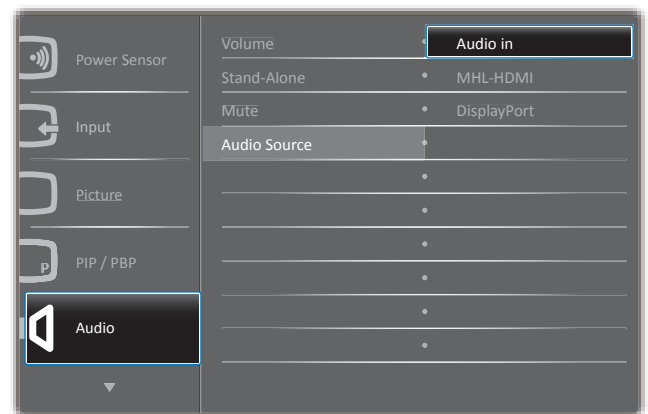 Power Sensor
Input
Picture
P
PIP / PBP
Audio
Volume
Stand-Alone
Mute
Audio Source
Audio in
MHL-HDMI
DisplayPort